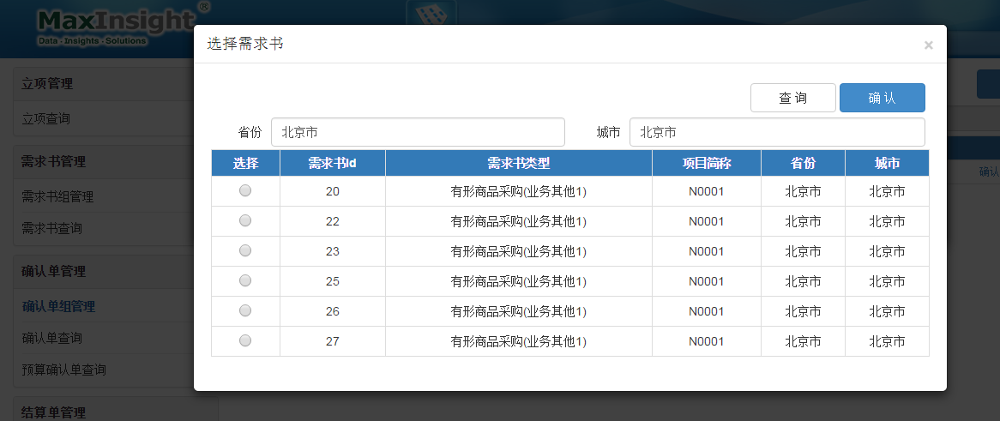 MaxInsight®
Data · Insights · Solutions
立项管理
立项查询
需求书管理
需求书组管理
需求书查询
确认单管理
确认单组管理
确认单查询
预算确认单查询
结算单管理
选择需求书 ×
查 询 确 认
省份 北京市 城市 北京市
选择 需求书Id 需求书类型 项目简称 省份 城市
20 有形商品采购(业务其他1) N0001 北京市 北京市
22 有形商品采购(业务其他1) N0001 北京市 北京市
23 有形商品采购(业务其他1) N0001 北京市 北京市
25 有形商品采购(业务其他1) N0001 北京市 北京市
26 有形商品采购(业务其他1) N0001 北京市 北京市
27 有形商品采购(业务其他1) N0001 北京市 北京市
确认